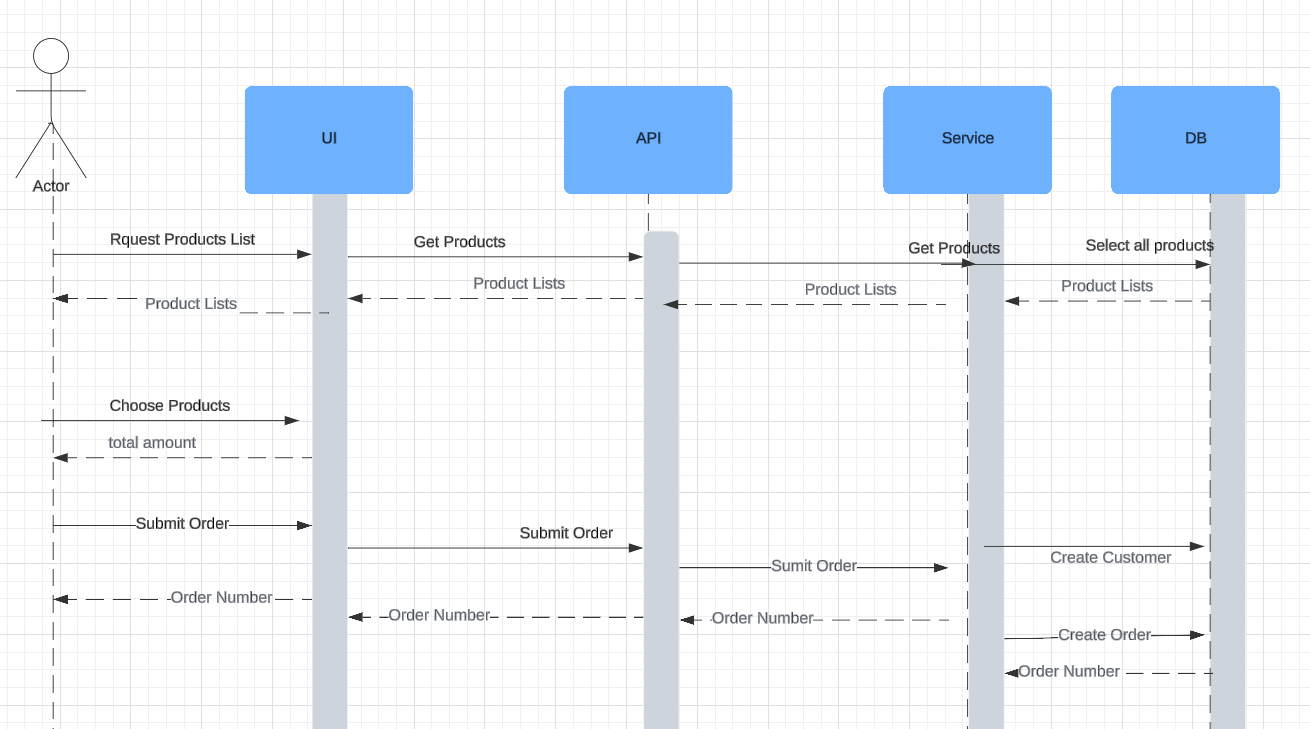 UI
API
Service
DB
Actor
Rquest Products List
Get Products
Get Products
Select all products
Product Lists
Product Lists
Product Lists
Product Lists
Choose Products
total amount
Submit Order
Submit Order
Create Customer
Sumit Order
Order Number
Order Number
Order Number
Create Order
Order Number